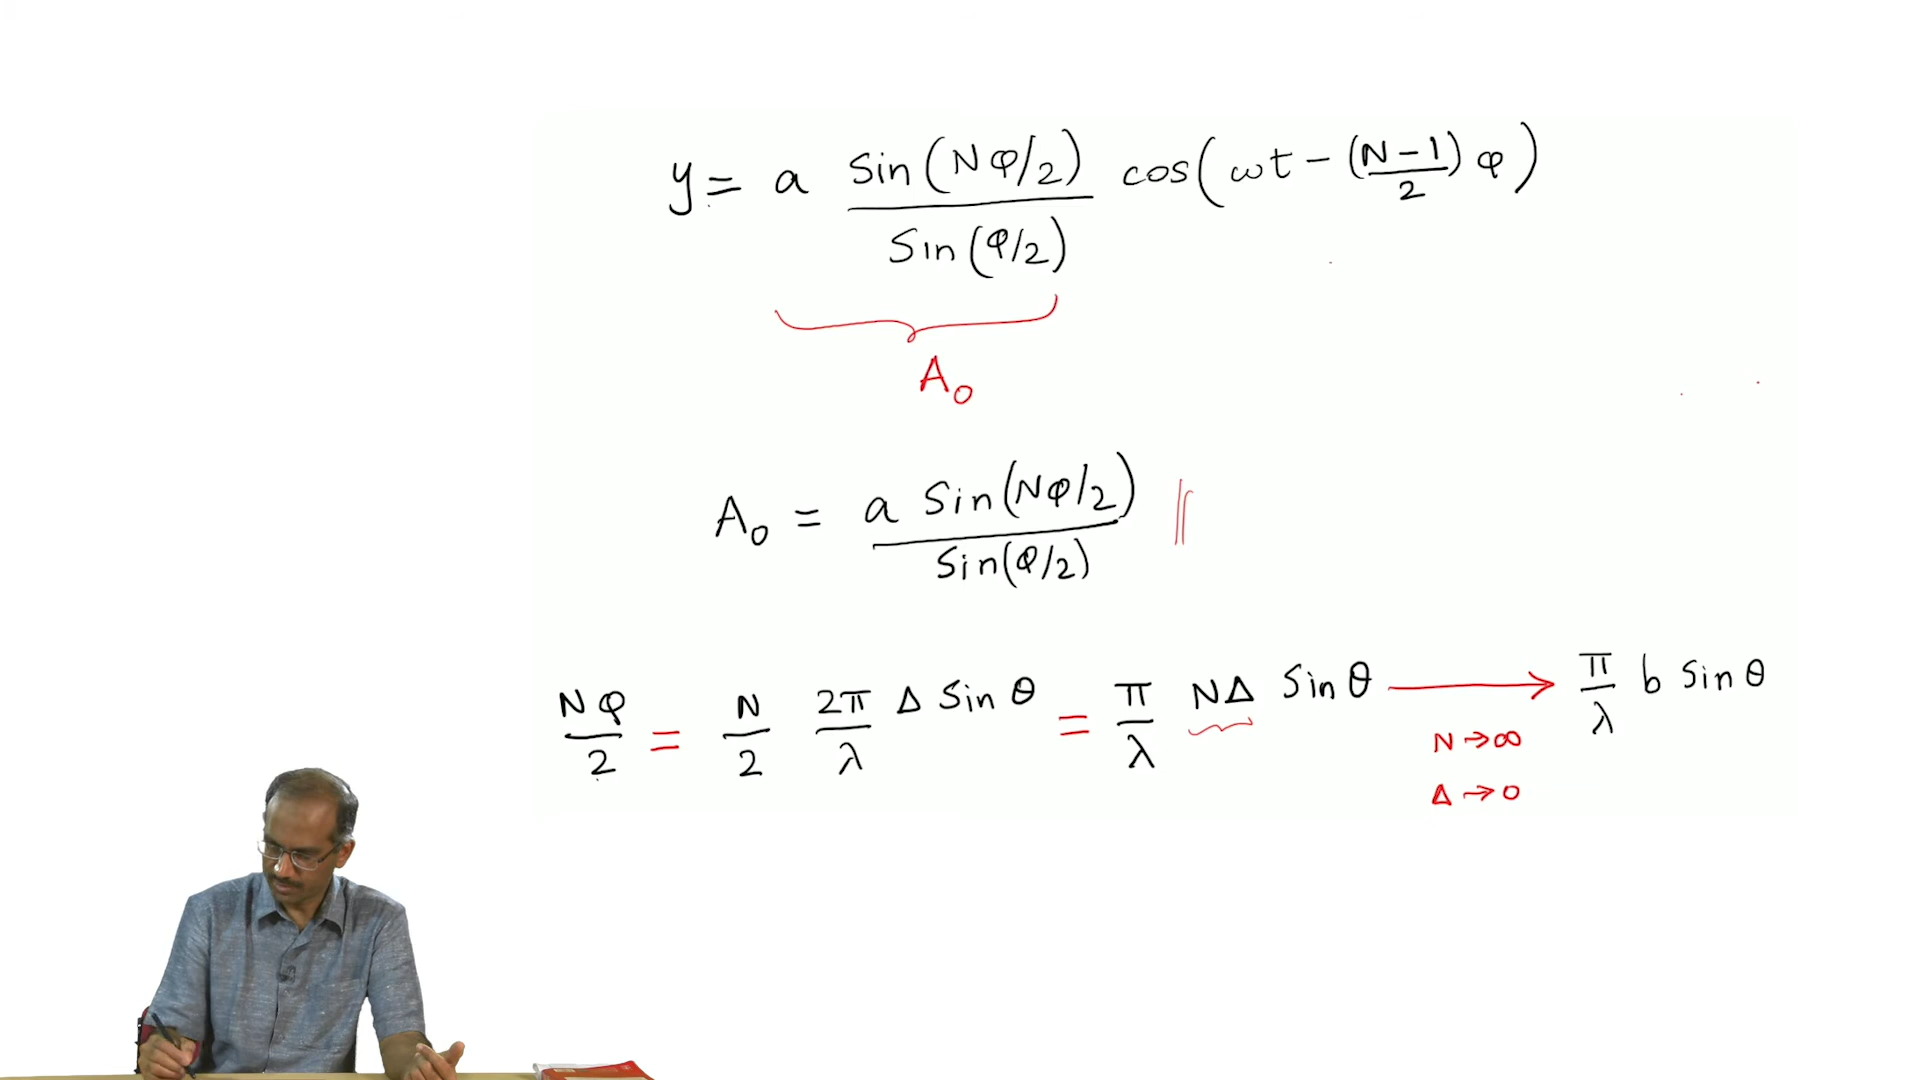 y = a Sin(Nφ/2) / Sin(φ/2) cos(ωt - (N-1)/2 φ)
A₀
A₀ = a Sin(Nφ/2) / Sin(φ/2)
Nφ/2 = N/2 2π/λ Δ Sin θ = π/λ NΔ Sin θ → π/λ b Sin θ
N → ∞
Δ → 0